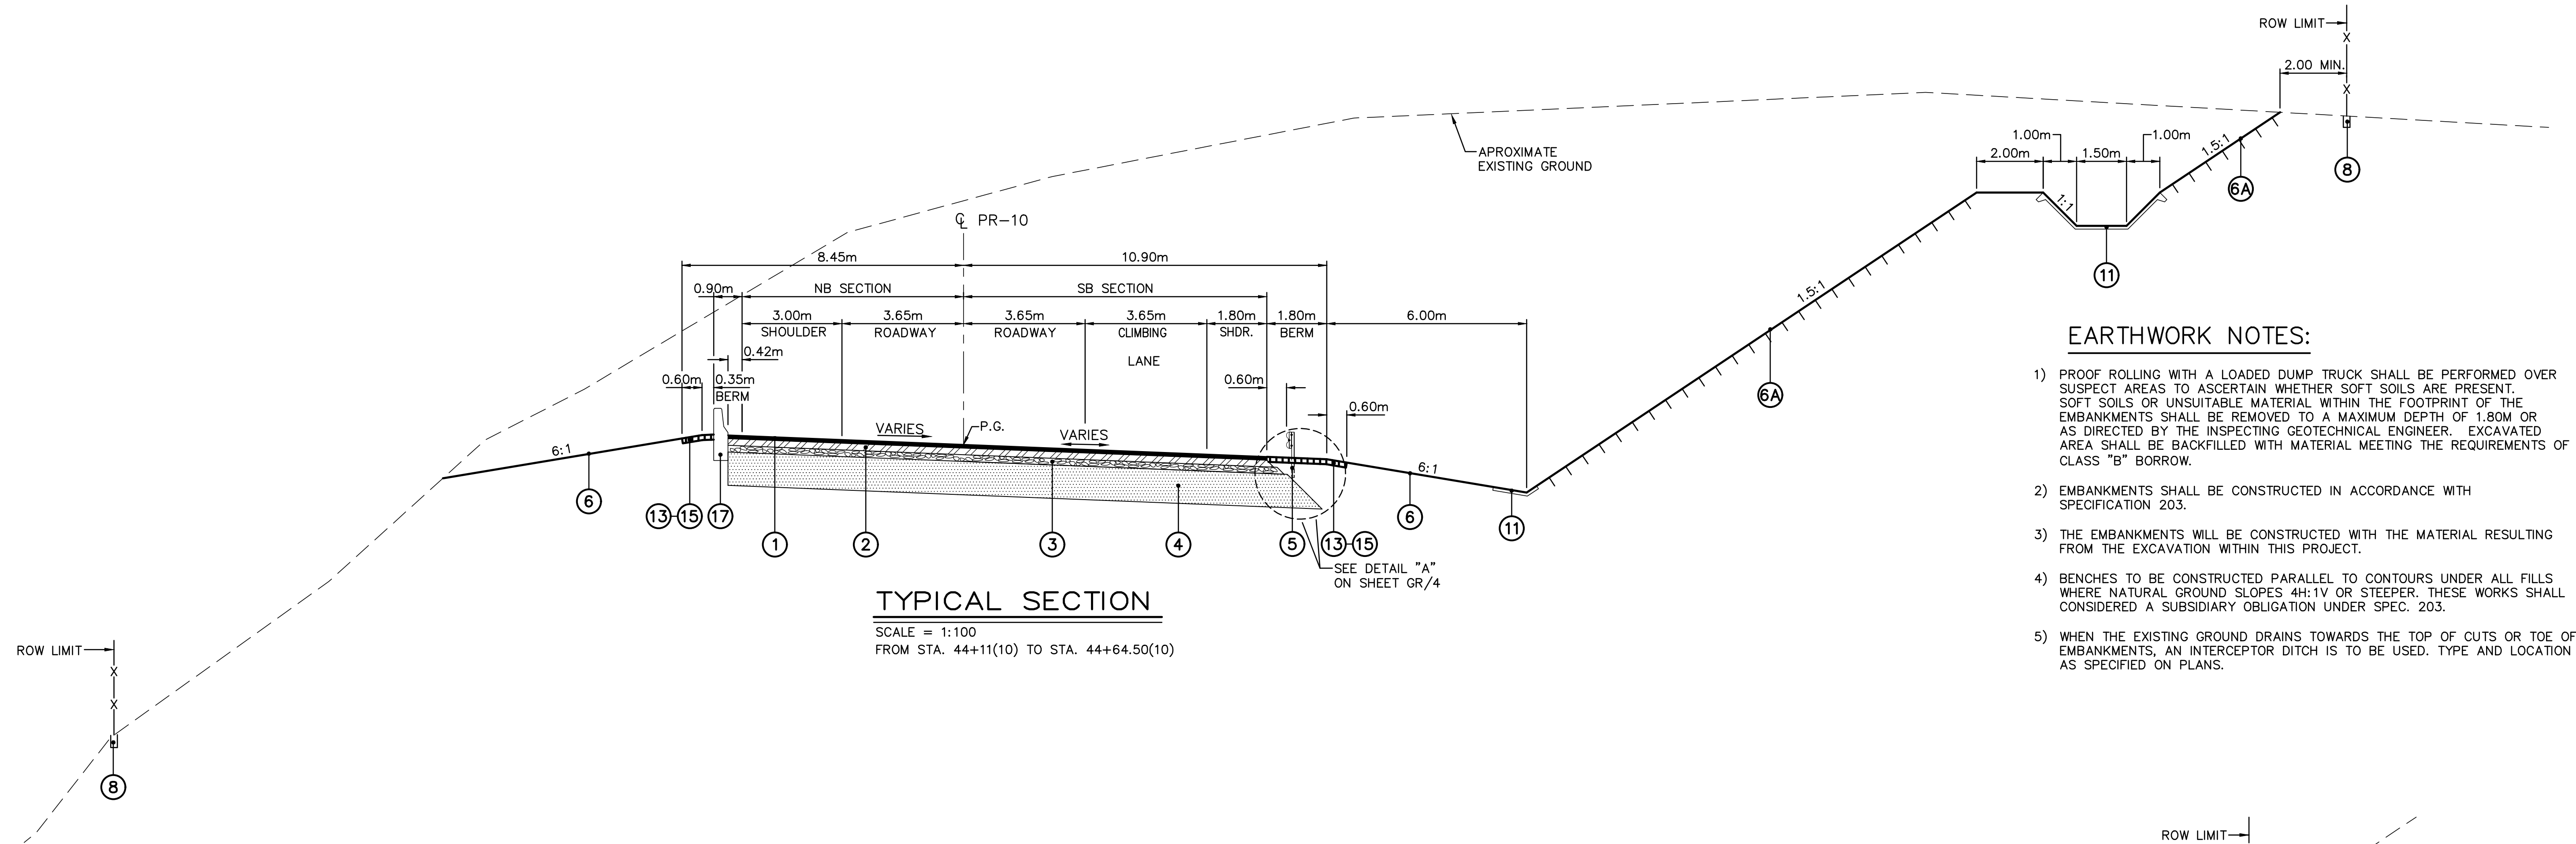 ROW LIMIT
X
2.00 MIN.
X
1.00m
1.00m
2.00m
1.50m
1.5:1
APROXIMATE
EXISTING GROUND
8
6A
1:1
℄ PR-10
8.45m
10.90m
11
0.90m
NB SECTION
SB SECTION
1.5:1
3.00m
3.65m
3.65m
3.65m
1.80m
1.80m
6.00m
SHOULDER
ROADWAY
ROADWAY
CLIMBING
LANE
SHDR.
BERM
0.42m
0.60m
0.35m
BERM
0.60m
0.60m
6A
VARIES
P.G.
VARIES
6:1
6:1
6
13
15
17
1
2
3
4
5
13
15
6
11
SEE DETAIL "A"
ON SHEET GR/4
TYPICAL SECTION
SCALE = 1:100
FROM STA. 44+11(10) TO STA. 44+64.50(10)
ROW LIMIT
X
X
8
EARTHWORK NOTES:
1) PROOF ROLLING WITH A LOADED DUMP TRUCK SHALL BE PERFORMED OVER
SUSPECT AREAS TO ASCERTAIN WHETHER SOFT SOILS ARE PRESENT.
SOFT SOILS OR UNSUITABLE MATERIAL WITHIN THE FOOTPRINT OF THE
EMBANKMENTS SHALL BE REMOVED TO A MAXIMUM DEPTH OF 1.80M OR
AS DIRECTED BY THE INSPECTING GEOTECHNICAL ENGINEER. EXCAVATED
AREA SHALL BE BACKFILLED WITH MATERIAL MEETING THE REQUIREMENTS OF
CLASS "B" BORROW.
2) EMBANKMENTS SHALL BE CONSTRUCTED IN ACCORDANCE WITH
SPECIFICATION 203.
3) THE EMBANKMENTS WILL BE CONSTRUCTED WITH THE MATERIAL RESULTING
FROM THE EXCAVATION WITHIN THIS PROJECT.
4) BENCHES TO BE CONSTRUCTED PARALLEL TO CONTOURS UNDER ALL FILLS
WHERE NATURAL GROUND SLOPES 4H:1V OR STEEPER. THESE WORKS SHALL
CONSIDERED A SUBSIDIARY OBLIGATION UNDER SPEC. 203.
5) WHEN THE EXISTING GROUND DRAINS TOWARDS THE TOP OF CUTS OR TOE OF
EMBANKMENTS, AN INTERCEPTOR DITCH IS TO BE USED. TYPE AND LOCATION
AS SPECIFIED ON PLANS.
ROW LIMIT